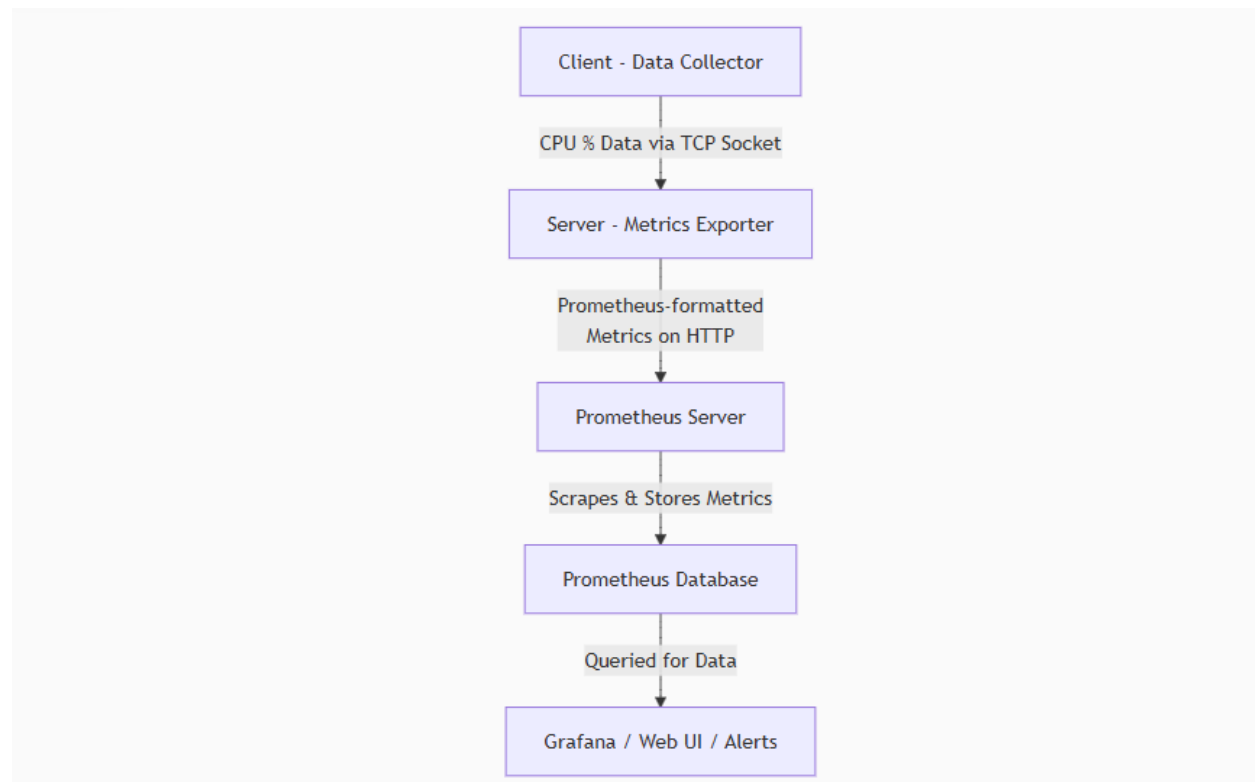 Client - Data Collector
CPU % Data via TCP Socket
Server - Metrics Exporter
Prometheus-formatted
Metrics on HTTP
Prometheus Server
Scrapes & Stores Metrics
Prometheus Database
Queried for Data
Grafana / Web UI / Alerts